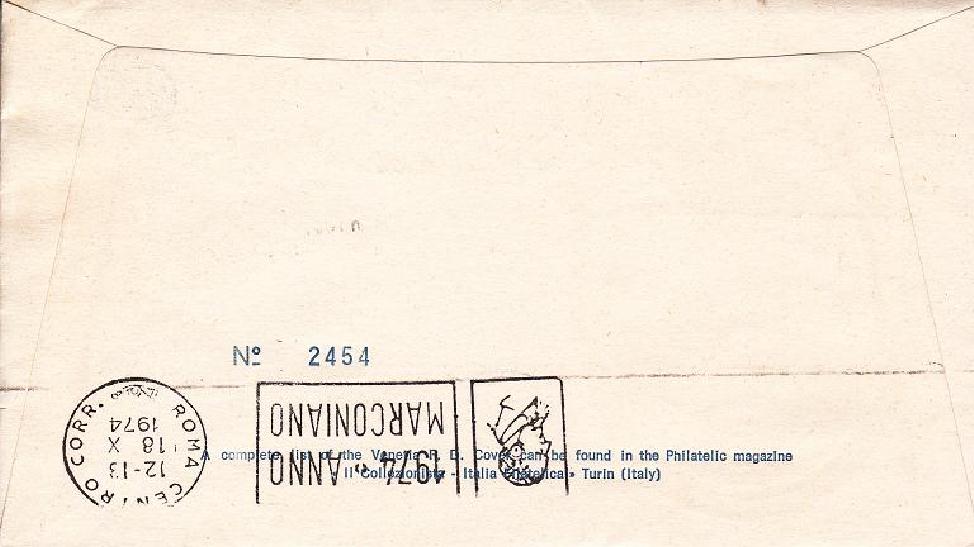 Nº 2454
A complete list of the Venetia F. D. Cover can be found in the Philatelic magazine
Il Collezionista - Italia Filatelica - Turin (Italy)
1974 - ANNO
MARCONIANO
ROMA CENTRO CORR.
12-13
18 X
1974